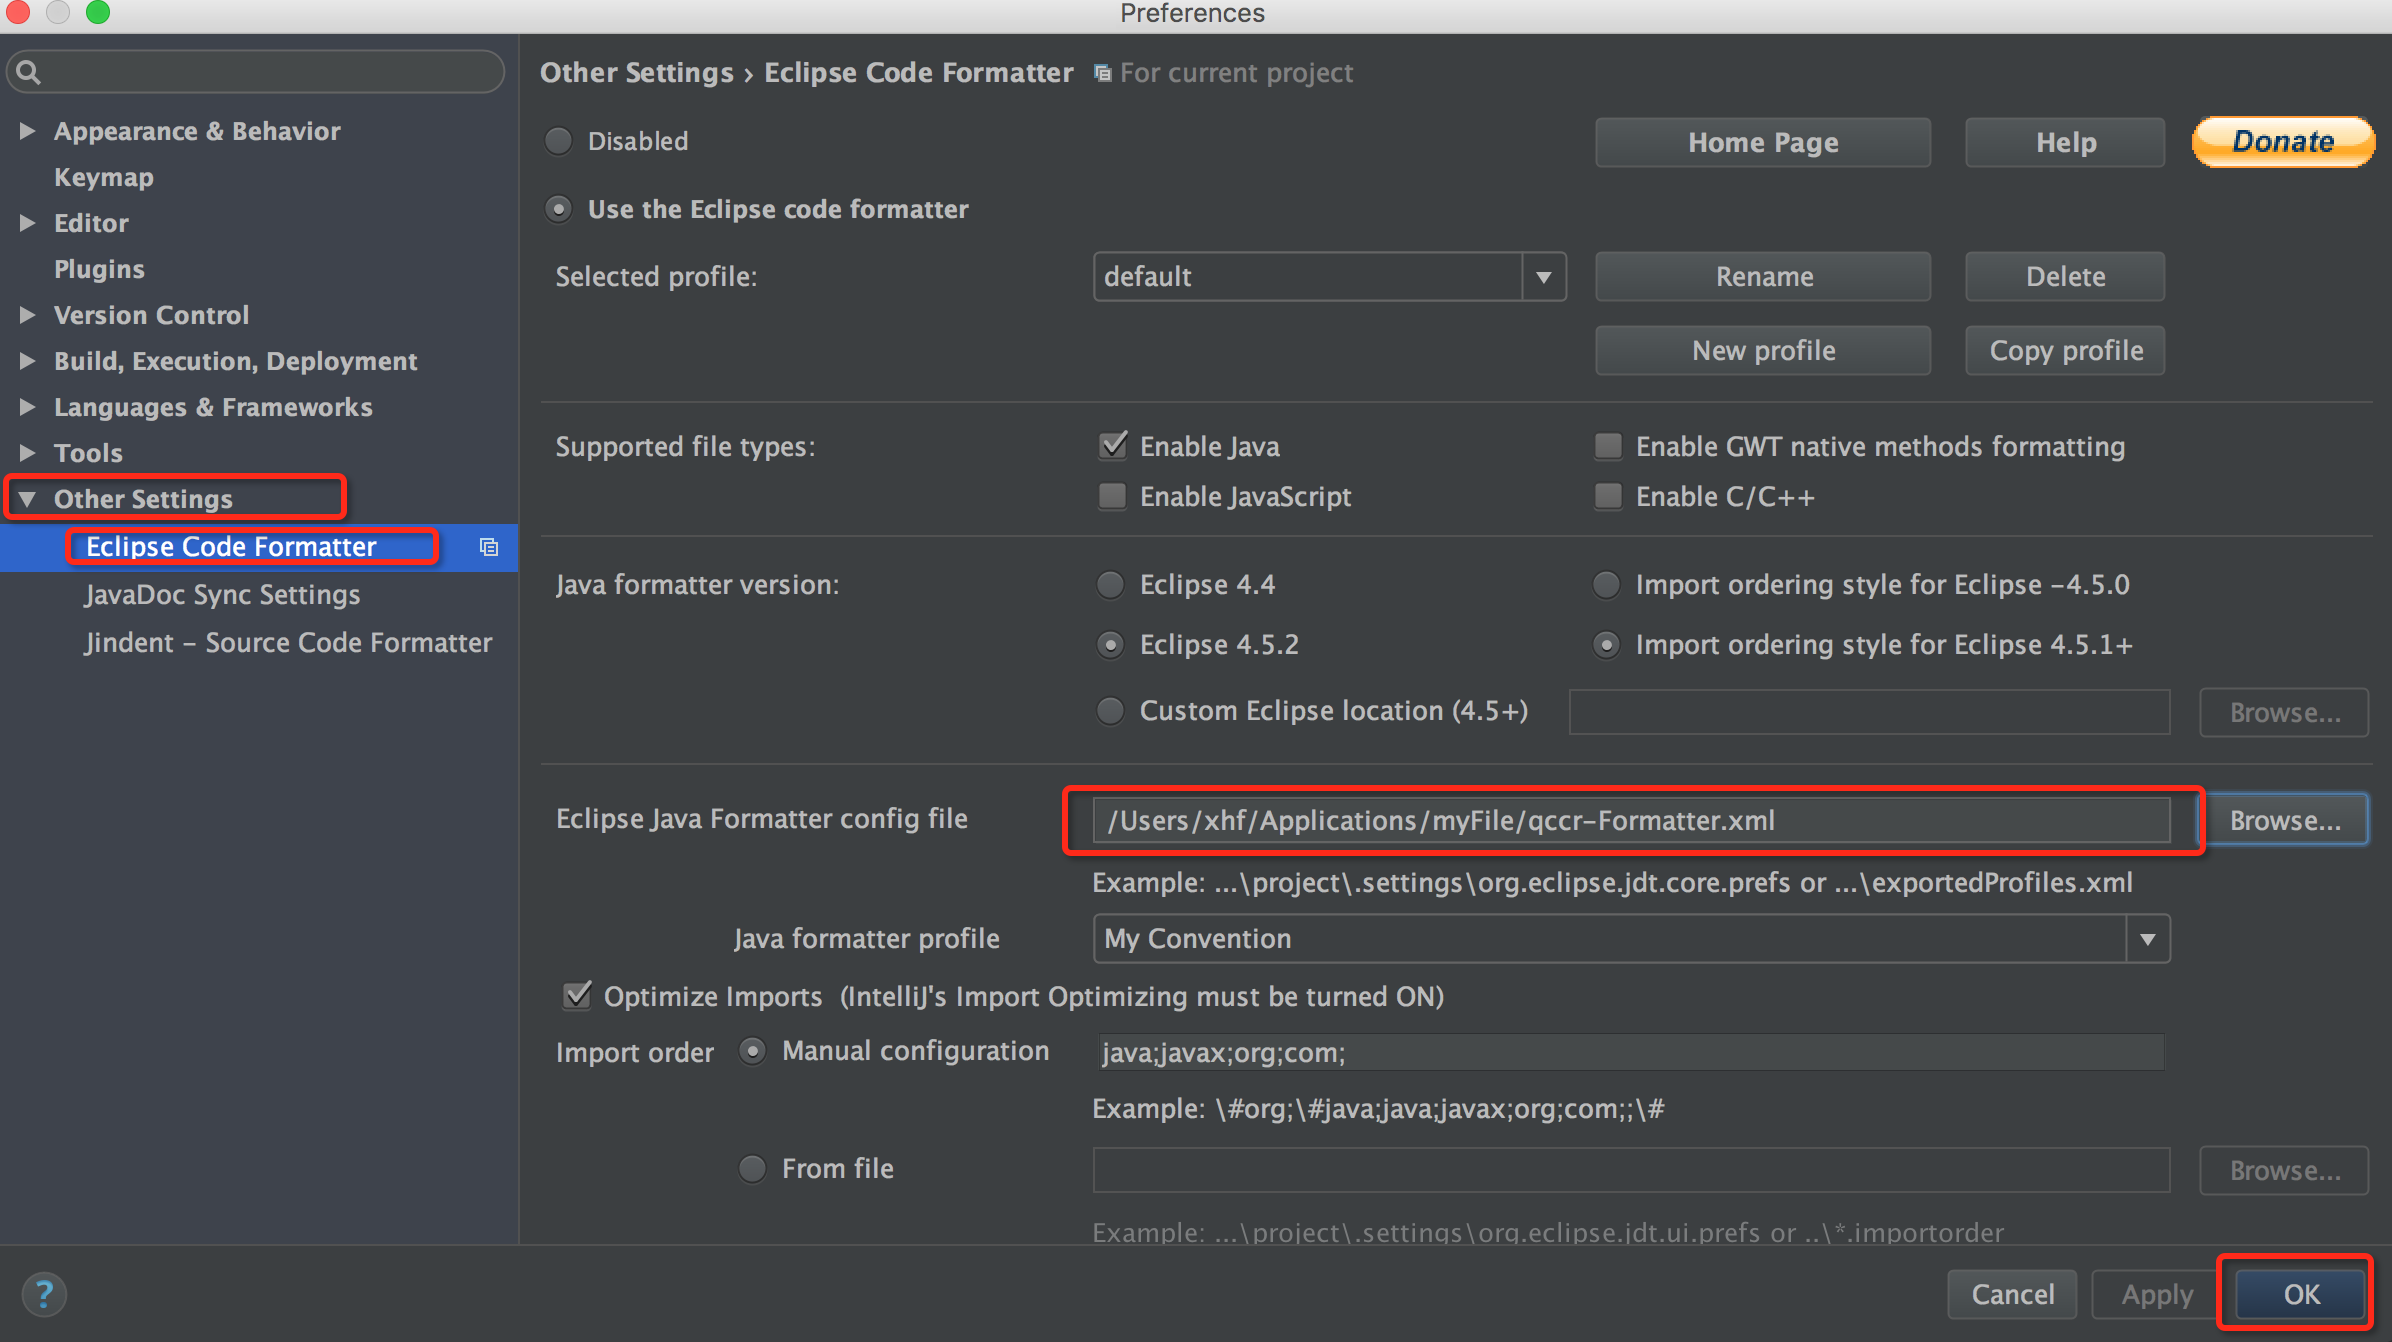 Preferences
Other Settings › Eclipse Code Formatter For current project
Appearance & Behavior
Keymap
Editor
Plugins
Version Control
Build, Execution, Deployment
Languages & Frameworks
Tools
Other Settings
Eclipse Code Formatter
JavaDoc Sync Settings
Jindent – Source Code Formatter
Disabled
Home Page
Help
Donate
Use the Eclipse code formatter
Selected profile:
default
Rename
Delete
New profile
Copy profile
Supported file types:
Enable Java
Enable GWT native methods formatting
Enable JavaScript
Enable C/C++
Java formatter version:
Eclipse 4.4
Import ordering style for Eclipse –4.5.0
Eclipse 4.5.2
Import ordering style for Eclipse 4.5.1+
Custom Eclipse location (4.5+)
Browse...
Eclipse Java Formatter config file
/Users/xhf/Applications/myFile/qccr–Formatter.xml
Browse...
Example: ...\project\.settings\org.eclipse.jdt.core.prefs or ...\exportedProfiles.xml
Java formatter profile
My Convention
Optimize Imports (IntelliJ's Import Optimizing must be turned ON)
Import order
Manual configuration
java;javax;org;com;
Example: \#org;\#java;java;javax;org;com;;\#
From file
Browse...
Example: ...\project\.settings\org.eclipse.jdt.ui.prefs or ..\*.importorder
?
Cancel
Apply
OK